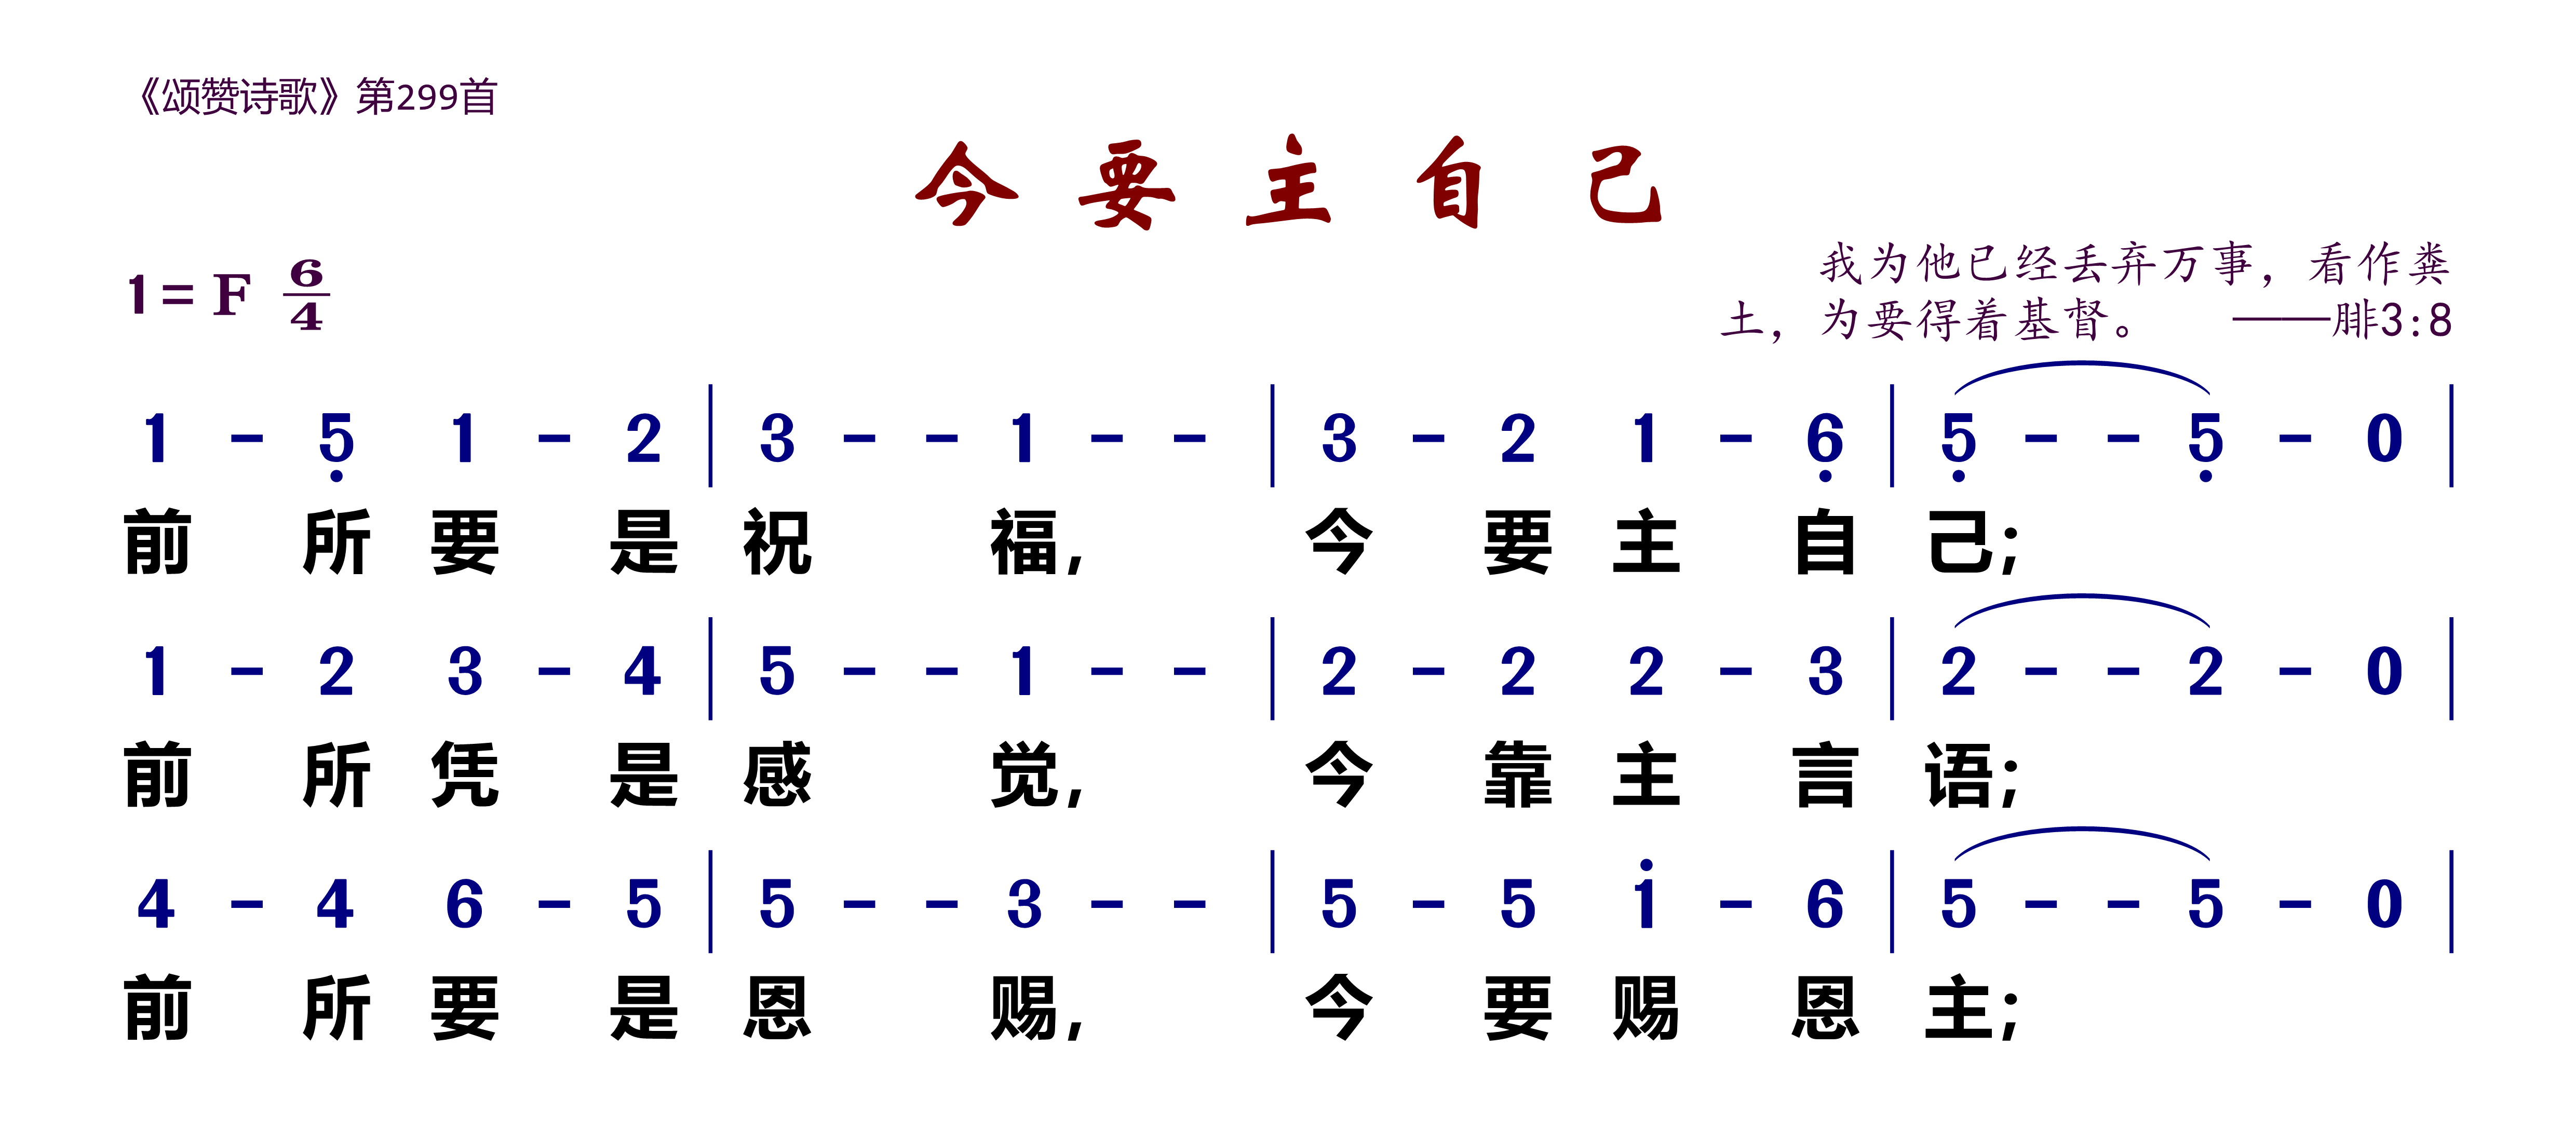 《颂赞诗歌》第299首
今要主自己
1=F 6/4
我为他已经丢弃万事，看作粪
土，为要得着基督。 ——腓3:8
1 - 5̣ 1 - 2 | 3 - - 1 - - | 3 - 2 1 - 6̣ | 5̣ - - 5̣ - 0 |
前所要是祝福，今要主自己；
1 - 2 3 - 4 | 5 - - 1 - - | 2 - 2 2 - 3 | 2 - - 2 - 0 |
前所凭是感觉，今靠主言语；
4 - 4 6 - 5 | 5 - - 3 - - | 5 - 5 1̇ - 6 | 5 - - 5 - 0 |
前所要是恩赐，今要赐恩主；